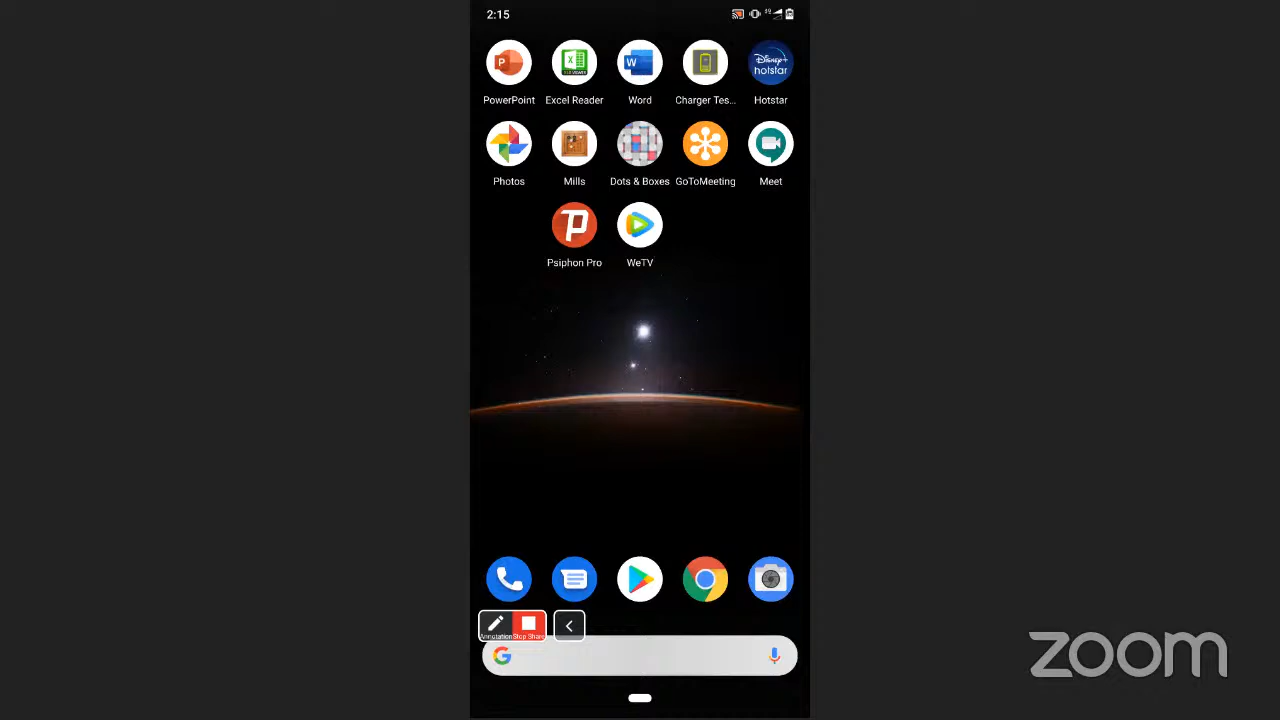 2:15
PowerPoint Excel Reader Word Charger Tes... Hotstar
Photos Mills Dots & Boxes GoToMeeting Meet
Psiphon Pro WeTV
Annotation Stop Share
zoom